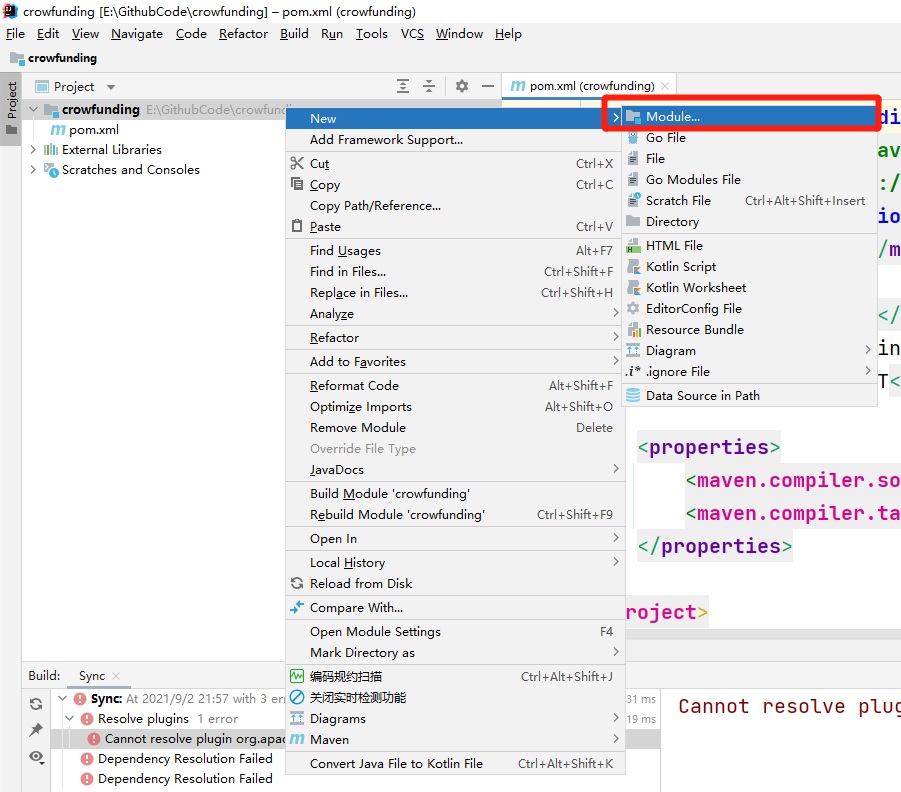 crowfunding [E:\GithubCode\crowfunding] – pom.xml (crowfunding)
File Edit View Navigate Code Refactor Build Run Tools VCS Window Help
crowfunding
Project
Project
pom.xml (crowfunding)
crowfunding E:\GithubCode\crowfunding
pom.xml
External Libraries
Scratches and Consoles
New
Add Framework Support...
Cut Ctrl+X
Copy Ctrl+C
Copy Path/Reference...
Paste Ctrl+V
Find Usages Alt+F7
Find in Files... Ctrl+Shift+F
Replace in Files... Ctrl+Shift+H
Analyze
Refactor
Add to Favorites
Reformat Code Alt+Shift+F
Optimize Imports Alt+Shift+O
Remove Module Delete
Override File Type
JavaDocs
Build Module 'crowfunding'
Rebuild Module 'crowfunding' Ctrl+Shift+F9
Open In
Local History
Reload from Disk
Compare With...
Open Module Settings F4
Mark Directory as
编码规约扫描 Ctrl+Alt+Shift+J
关闭实时检测功能
Diagrams
Maven
Convert Java File to Kotlin File Ctrl+Alt+Shift+K
Module...
Go File
File
Go Modules File
Scratch File Ctrl+Alt+Shift+Insert
Directory
HTML File
Kotlin Script
Kotlin Worksheet
EditorConfig File
Resource Bundle
Diagram
.i* .ignore File
Data Source in Path
di
av
:/
io
/m
</
in
T<
<properties>
<maven.compiler.so
<maven.compiler.ta
</properties>
roject>
Build: Sync
Sync: At 2021/9/2 21:57 with 3 er 31 ms
Resolve plugins 1 error 19 ms
Cannot resolve plugin org.apac
Dependency Resolution Failed
Dependency Resolution Failed
Cannot resolve plug